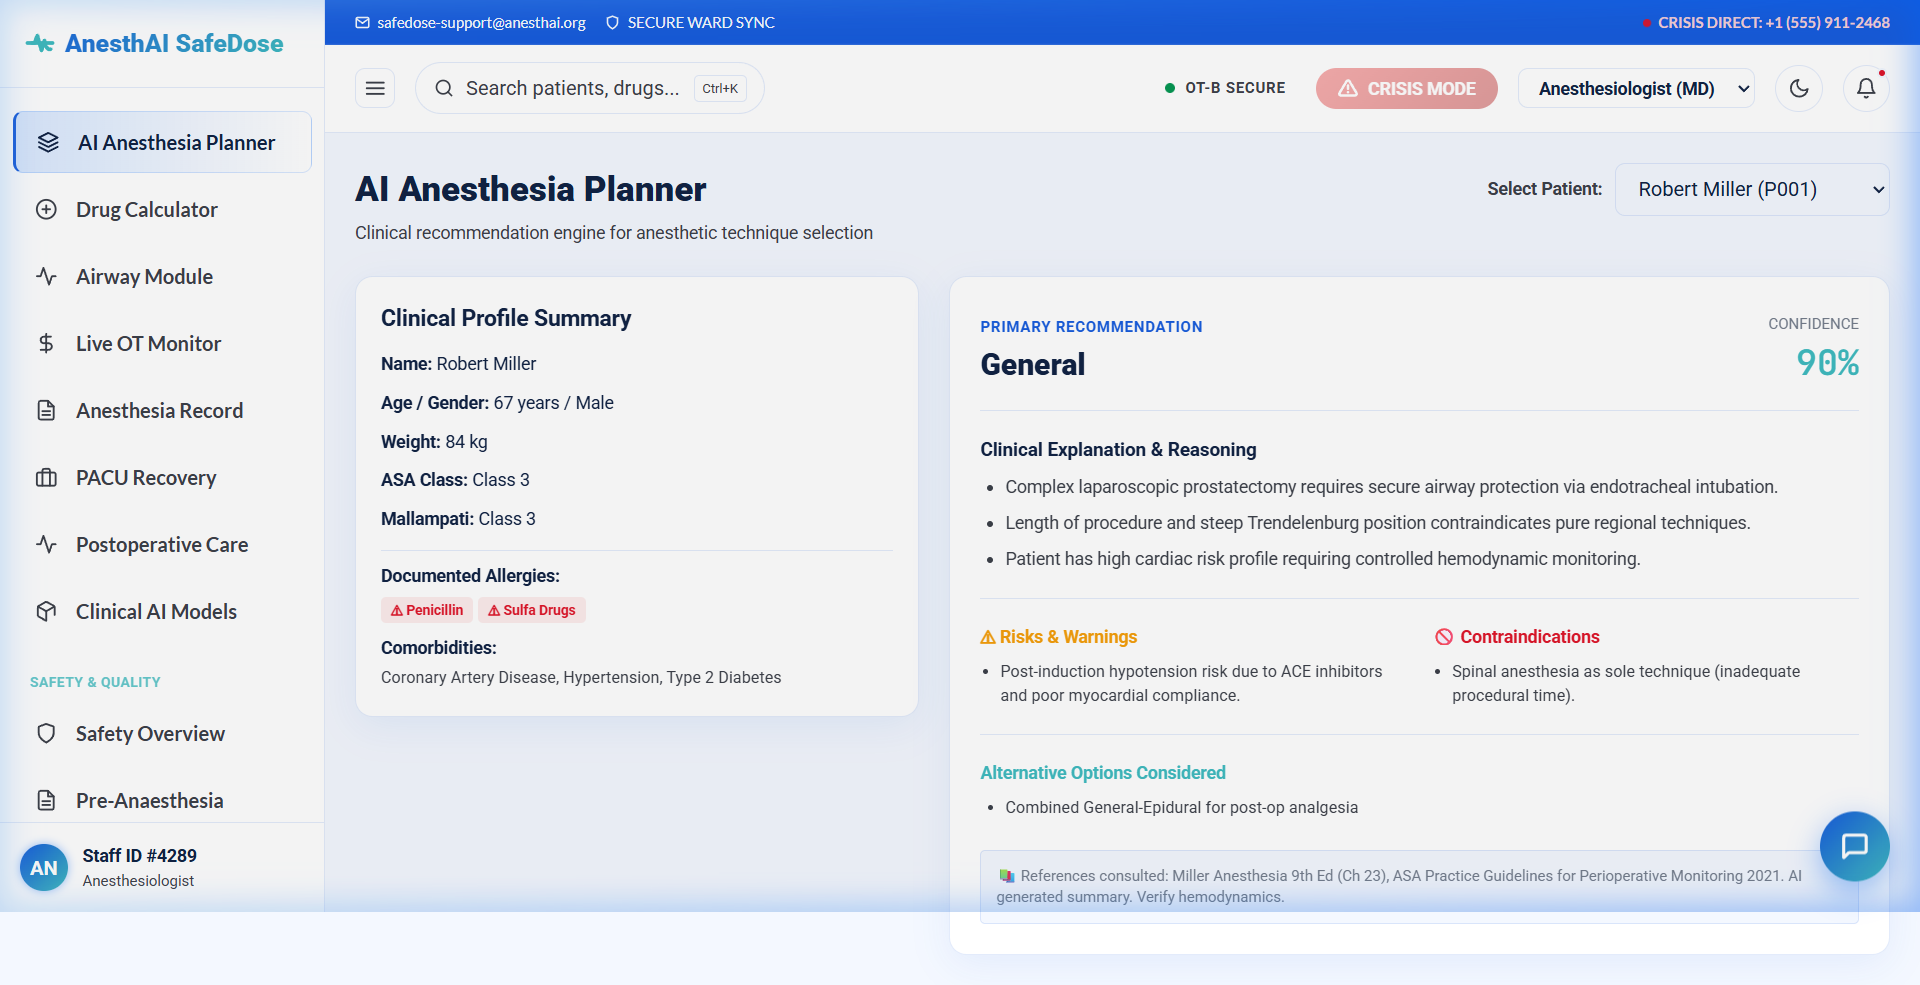 AnesthAI SafeDose
safedose-support@anesthai.org
SECURE WARD SYNC
CRISIS DIRECT: +1 (555) 911-2468
Search patients, drugs...
Ctrl+K
OT-B SECURE
CRISIS MODE
Anesthesiologist (MD)
AI Anesthesia Planner
Drug Calculator
Airway Module
Live OT Monitor
Anesthesia Record
PACU Recovery
Postoperative Care
Clinical AI Models
SAFETY & QUALITY
Safety Overview
Pre-Anaesthesia
AN
Staff ID #4289
Anesthesiologist
AI Anesthesia Planner
Clinical recommendation engine for anesthetic technique selection
Select Patient:
Robert Miller (P001)
Clinical Profile Summary
Name: Robert Miller
Age / Gender: 67 years / Male
Weight: 84 kg
ASA Class: Class 3
Mallampati: Class 3
Documented Allergies:
⚠ Penicillin
⚠ Sulfa Drugs
Comorbidities:
Coronary Artery Disease, Hypertension, Type 2 Diabetes
PRIMARY RECOMMENDATION
General
CONFIDENCE
90%
Clinical Explanation & Reasoning
• Complex laparoscopic prostatectomy requires secure airway protection via endotracheal intubation.
• Length of procedure and steep Trendelenburg position contraindicates pure regional techniques.
• Patient has high cardiac risk profile requiring controlled hemodynamic monitoring.
⚠ Risks & Warnings
• Post-induction hypotension risk due to ACE inhibitors
and poor myocardial compliance.
🚫 Contraindications
• Spinal anesthesia as sole technique (inadequate
procedural time).
Alternative Options Considered
• Combined General-Epidural for post-op analgesia
📚 References consulted: Miller Anesthesia 9th Ed (Ch 23), ASA Practice Guidelines for Perioperative Monitoring 2021. AI
generated summary. Verify hemodynamics.